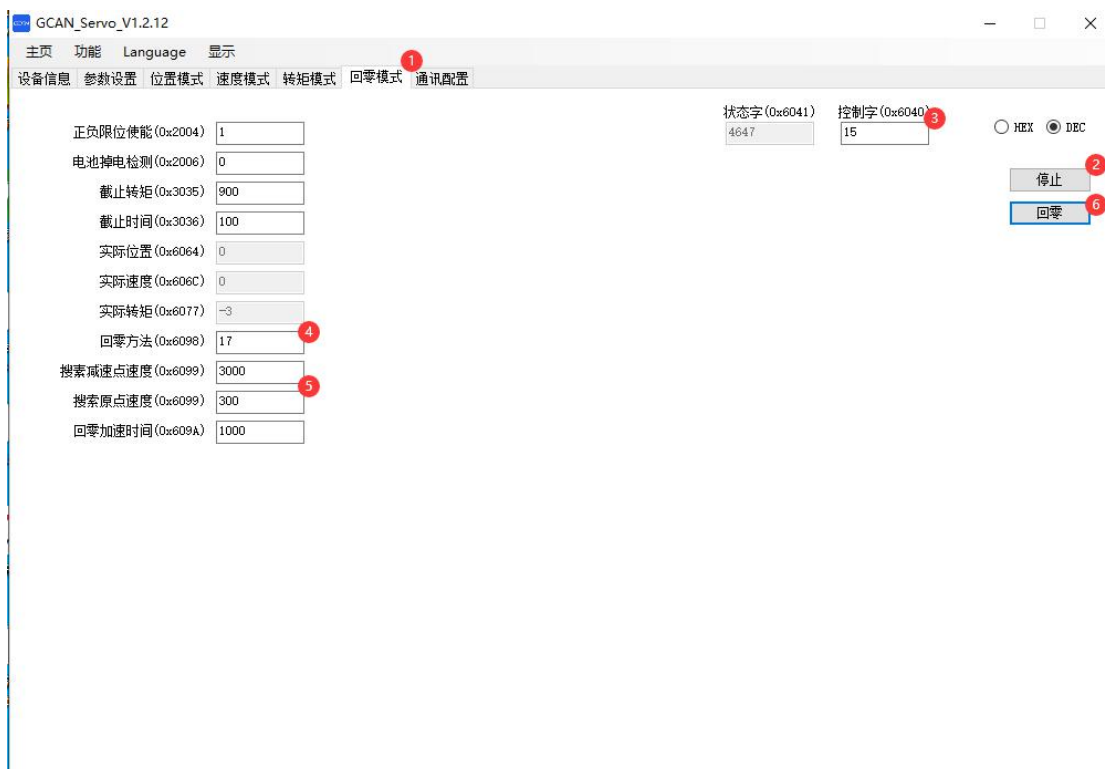 GCAN_Servo_V1.2.12
主页 功能 Language 显示
设备信息 参数设置 位置模式 速度模式 转矩模式 回零模式 1 通讯配置
状态字(0x6041) 控制字(0x6040) 3
正负限位使能(0x2004) 1 4647 15 HEX DEC
电池掉电检测(0x2006) 0
停止 2
截止转矩(0x3035) 900
回零 6
截止时间(0x3036) 100
实际位置(0x6064) 0
实际速度(0x606C) 0
实际转矩(0x6077) -3
回零方法(0x6098) 17 4
搜素减速点速度(0x6099) 3000
搜索原点速度(0x6099) 300 5
回零加速时间(0x609A) 1000